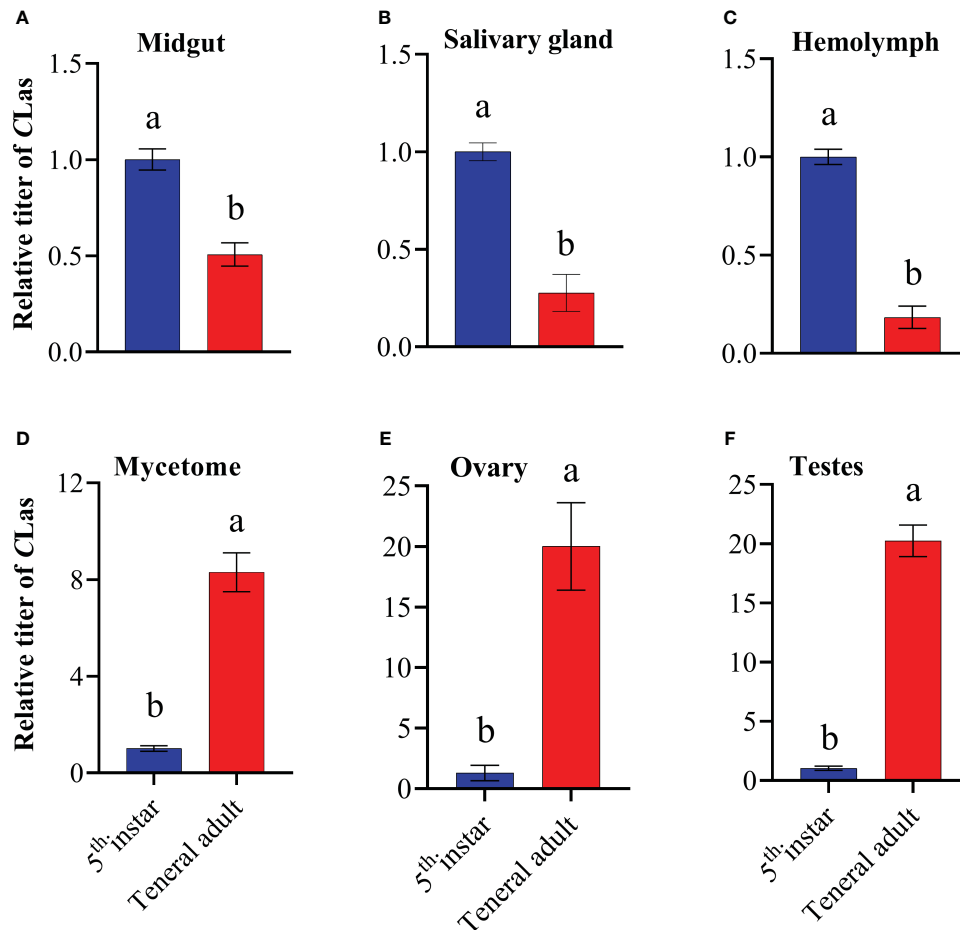 A
Midgut
Relative titer of CLas
1.5
1.0
0.5
0.0
a
b
B
Salivary gland
1.5
1.0
0.5
0.0
a
b
C
Hemolymph
1.5
1.0
0.5
0.0
a
b
D
Mycetome
Relative titer of CLas
12
8
4
0
b
a
5th. instar
Teneral adult
E
Ovary
25
20
15
10
5
0
b
a
5th. instar
Teneral adult
F
Testes
25
20
15
10
5
0
b
a
5th. instar
Teneral adult